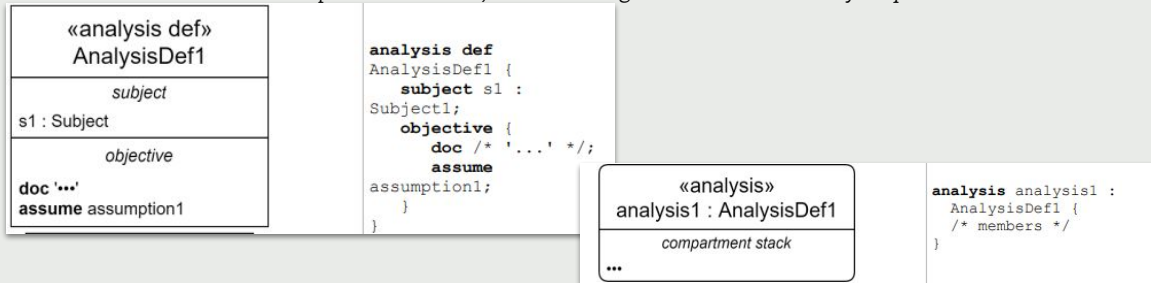 «analysis def»
AnalysisDef1
subject
s1 : Subject
objective
doc '•••'
assume assumption1
analysis def
AnalysisDef1 {
subject s1 :
Subject1;
objective {
doc /* '...' */;
assume
assumption1;
}
}
«analysis»
analysis1 : AnalysisDef1
compartment stack
•••
analysis analysis1 :
AnalysisDef1 {
/* members */
}